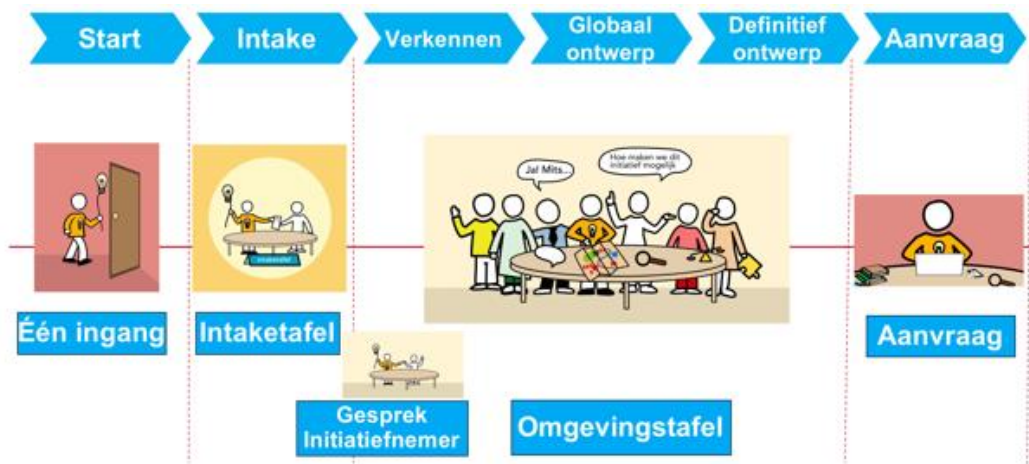 Start
Intake
Verkennen
Globaal
ontwerp
Definitief
ontwerp
Aanvraag
Ja! Mits...
Hoe maken we dit
initiatief mogelijk
intaketafel
Één ingang
Intaketafel
Gesprek
Initiatiefnemer
Omgevingstafel
Aanvraag